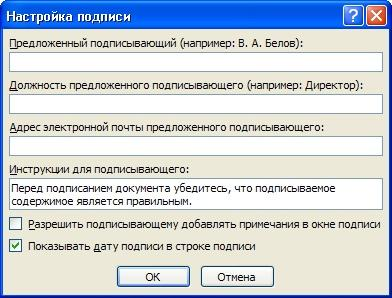 Настройка подписи
Предложенный подписывающий (например: В. А. Белов):
Должность предложенного подписывающего (например: Директор):
Адрес электронной почты предложенного подписывающего:
Инструкции для подписывающего:
Перед подписанием документа убедитесь, что подписываемое
содержимое является правильным.
Разрешить подписывающему добавлять примечания в окне подписи
Показывать дату подписи в строке подписи
ОК
Отмена